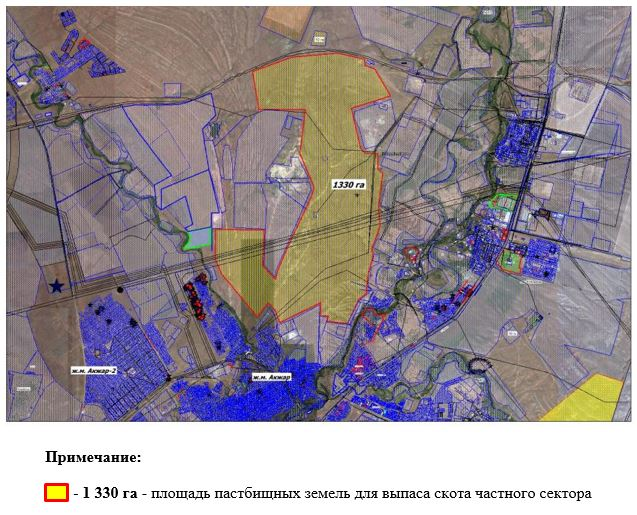 1330 га
ж.м. Акжар-2
ж.м. Акжар
Примечание:
- 1 330 га - площадь пастбищных земель для выпаса скота частного сектора